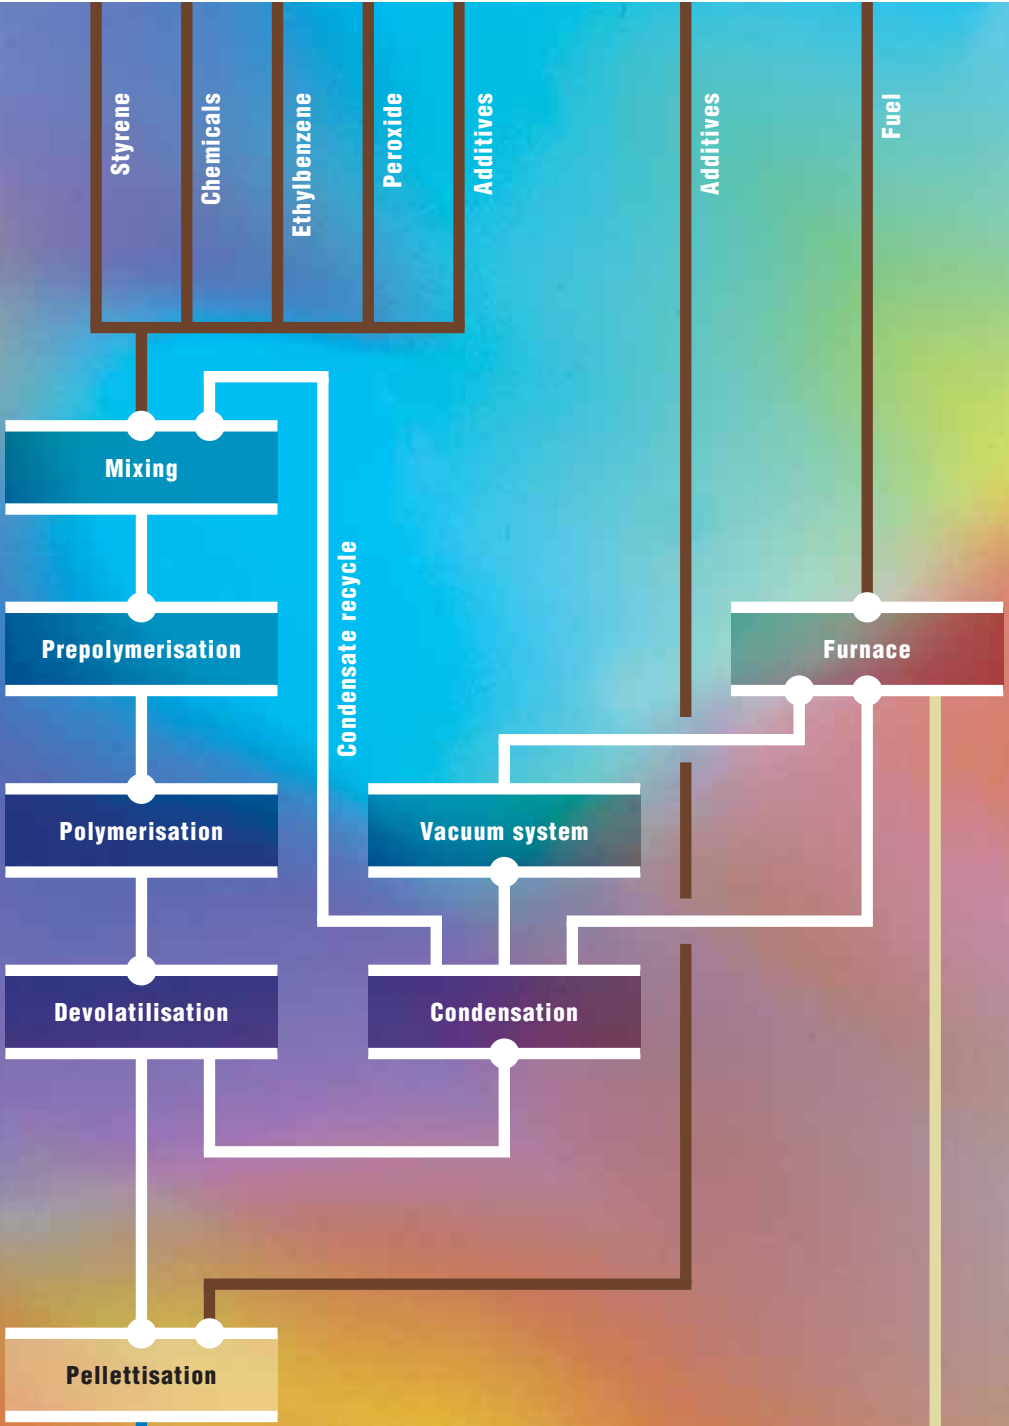 Styrene
Chemicals
Ethylbenzene
Peroxide
Additives
Additives
Fuel
Mixing
Condensate recycle
Prepolymerisation
Furnace
Polymerisation
Vacuum system
Devolatilisation
Condensation
Pellettisation